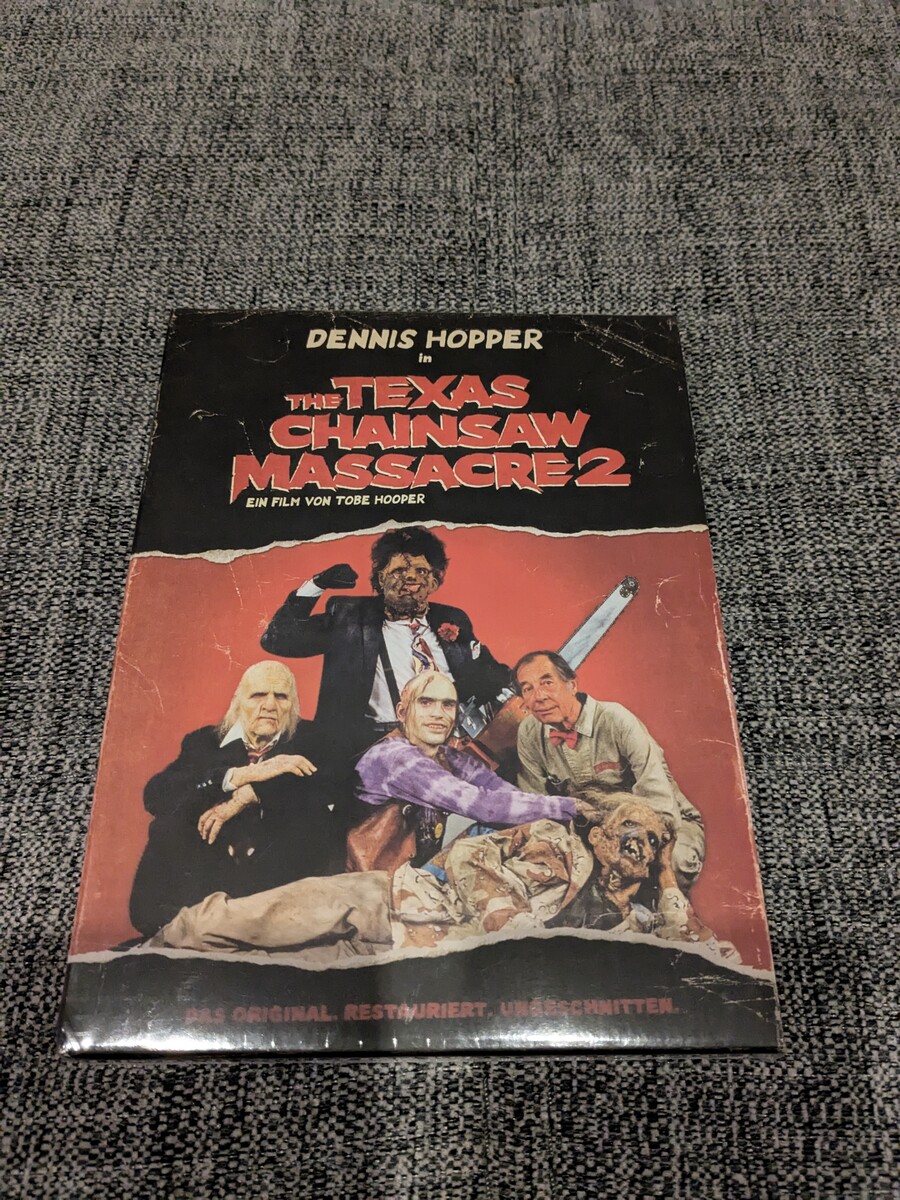 DENNIS HOPPER
in
THE TEXAS
CHAINSAW
MASSACRE 2
EIN FILM VON TOBE HOOPER
DAS ORIGINAL. RESTAURIERT. UNGESCHNITTEN.